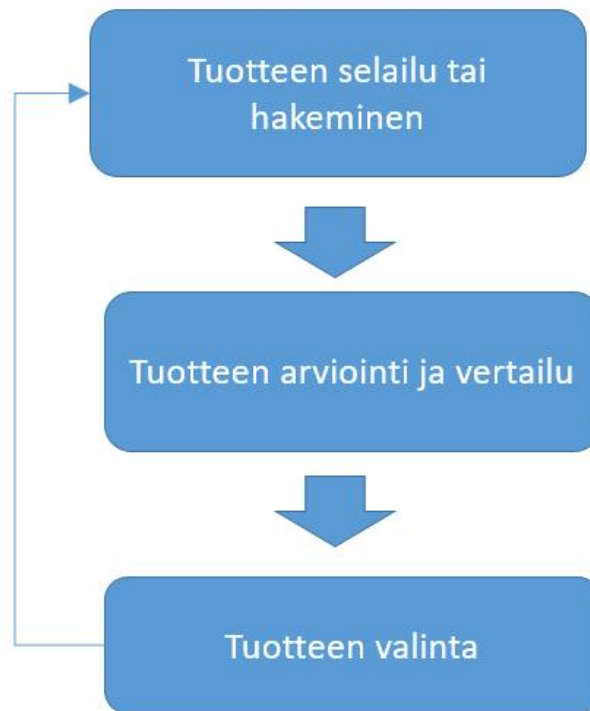 Tuotteen selailu tai
hakeminen
Tuotteen arviointi ja vertailu
Tuotteen valinta